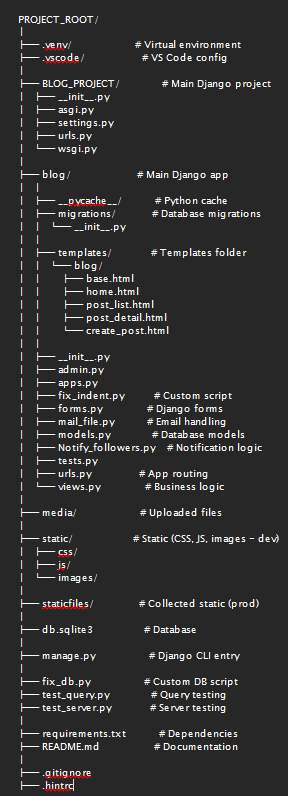 PROJECT_ROOT/
│
├── .venv/ # Virtual environment
├── .vscode/ # VS Code config
│
├── BLOG_PROJECT/ # Main Django project
│ ├── __init__.py
│ ├── asgi.py
│ ├── settings.py
│ ├── urls.py
│ └── wsgi.py
│
├── blog/ # Main Django app
│ │
│ ├── __pycache__/ # Python cache
│ ├── migrations/ # Database migrations
│ │ └── __init__.py
│ │
│ ├── templates/ # Templates folder
│ │ └── blog/
│ │ ├── base.html
│ │ ├── home.html
│ │ ├── post_list.html
│ │ ├── post_detail.html
│ │ └── create_post.html
│ │
│ ├── __init__.py
│ ├── admin.py
│ ├── apps.py
│ ├── fix_indent.py # Custom script
│ ├── forms.py # Django forms
│ ├── mail_file.py # Email handling
│ ├── models.py # Database models
│ ├── Notify_followers.py # Notification logic
│ ├── tests.py
│ ├── urls.py # App routing
│ └── views.py # Business logic
│
├── media/ # Uploaded files
│
├── static/ # Static (CSS, JS, images - dev)
│ ├── css/
│ ├── js/
│ └── images/
│
├── staticfiles/ # Collected static (prod)
│
├── db.sqlite3 # Database
│
├── manage.py # Django CLI entry
│
├── fix_db.py # Custom DB script
├── test_query.py # Query testing
├── test_server.py # Server testing
│
├── requirements.txt # Dependencies
├── README.md # Documentation
│
├── .gitignore
├── .hintrc